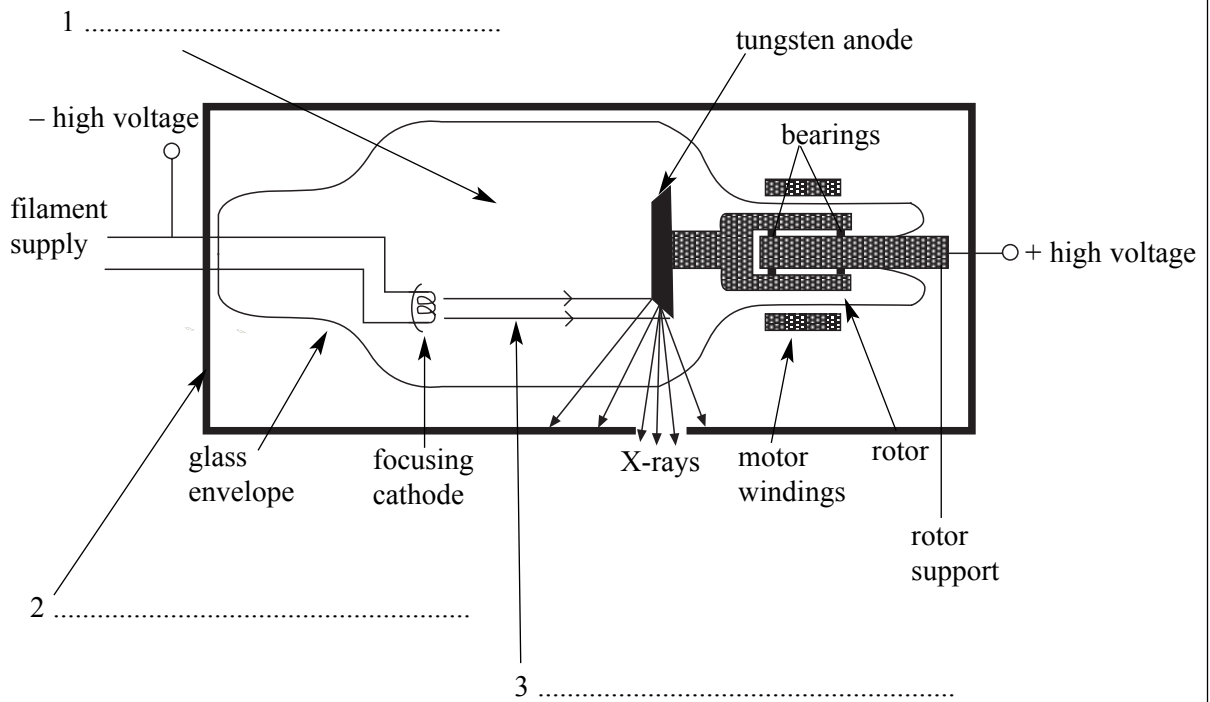 1 ............................................................
tungsten anode
– high voltage
bearings
filament
supply
+ high voltage
glass
envelope
focusing
cathode
X-rays
motor
windings
rotor
rotor
support
2 ............................................................
3 ............................................................